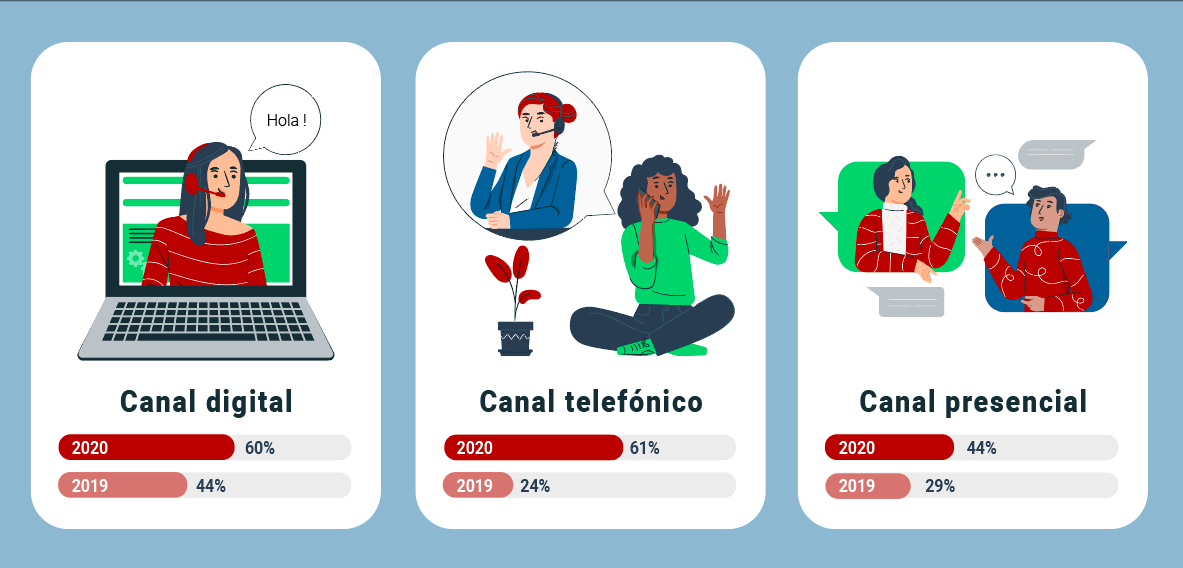 Hola !
Canal digital
2020 60%
2019 44%
Canal telefónico
2020 61%
2019 24%
Canal presencial
2020 44%
2019 29%